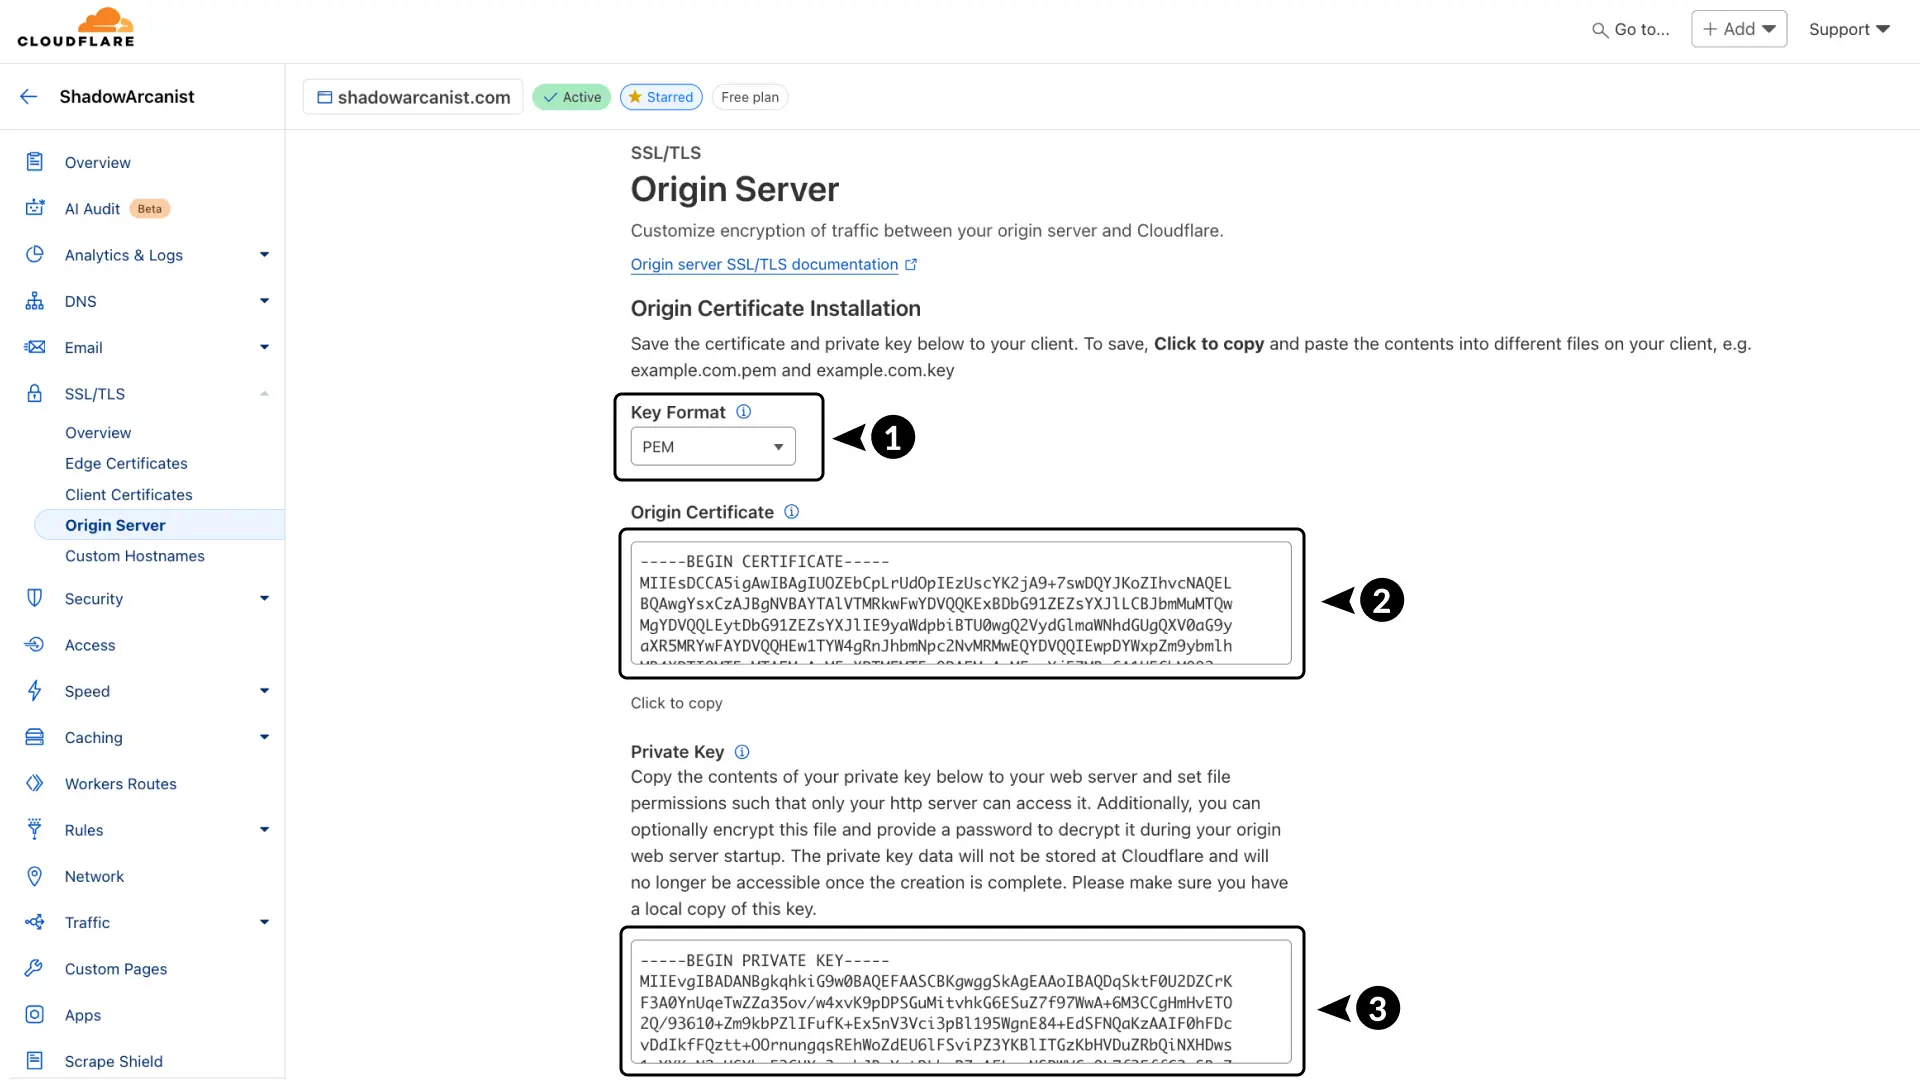 CLOUDFLARE
Go to...
Add
Support
ShadowArcanist
shadowarcanist.com
Active
Starred
Free plan
Overview
AI Audit Beta
Analytics & Logs
DNS
Email
SSL/TLS
Overview
Edge Certificates
Client Certificates
Origin Server
Custom Hostnames
Security
Access
Speed
Caching
Workers Routes
Rules
Network
Traffic
Custom Pages
Apps
Scrape Shield
SSL/TLS
Origin Server
Customize encryption of traffic between your origin server and Cloudflare.
Origin server SSL/TLS documentation
Origin Certificate Installation
Save the certificate and private key below to your client. To save, Click to copy and paste the contents into different files on your client, e.g.
example.com.pem and example.com.key
Key Format
PEM
1
Origin Certificate
-----BEGIN CERTIFICATE-----
MIIEsDCCA5igAwIBAgIUOZEbCpLrUdOpIEzUscYK2jA9+7swDQYJKoZIhvcNAQEL
BQAwgYsxCzAJBgNVBAYTAlVTMRkwFwYDVQQKExBDbG91ZEZsYXJlLCBJbmMuMTQw
MgYDVQQLEytDbG91ZEZsYXJlIE9yaWdpbiBTU0wgQ2VydGlmaWNhdGUgQXV0aG9y
aXR5MRYwFAYDVQQHEw1TYW4gRnJhbmNpc2NvMRMwEQYDVQQIEwpDYWxpZm9ybmlh
2
Click to copy
Private Key
Copy the contents of your private key below to your web server and set file
permissions such that only your http server can access it. Additionally, you can
optionally encrypt this file and provide a password to decrypt it during your origin
web server startup. The private key data will not be stored at Cloudflare and will
no longer be accessible once the creation is complete. Please make sure you have
a local copy of this key.
-----BEGIN PRIVATE KEY-----
MIIEvgIBADANBgkqhkiG9w0BAQEFAASCBKgwggSkAgEAAoIBAQDqSktF0U2DZCrK
F3A0YnUqeTwZZa35ov/w4xvK9pDPSGuMitvhkG6ESuZ7f97WwA+6M3CCgHmHvETO
2Q/93610+Zm9kbPZlIFufK+Ex5nV3Vci3pBl195WgnE84+EdSFNQaKzAAIF0hFDc
vDdIkfFQztt+OOrnungqsREhWoZdEU6lFSviPZ3YKBlITGzKbHVDuZRbQiNXHDws
3